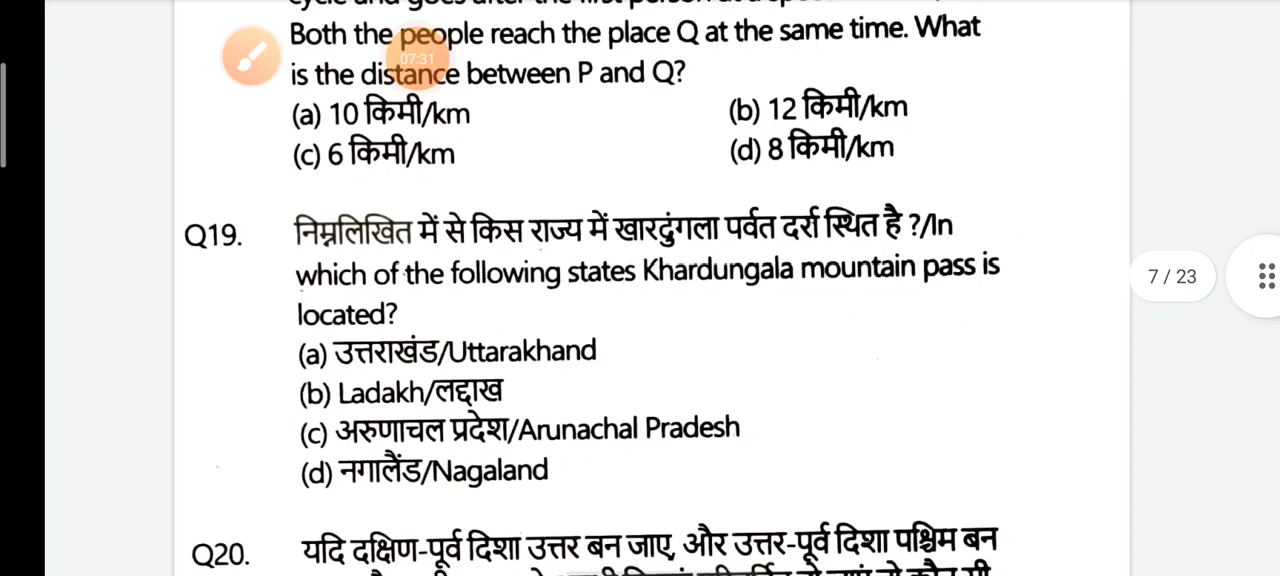 Both the people reach the place Q at the same time. What
07:31
is the distance between P and Q?
(a) 10 किमी/km
(b) 12 किमी/km
(c) 6 किमी/km
(d) 8 किमी/km
Q19. निम्नलिखित में से किस राज्य में खारदुंगला पर्वत दर्रा स्थित है ?/In
which of the following states Khardungala mountain pass is
located?
7 / 23
(a) उत्तराखंड/Uttarakhand
(b) Ladakh/लद्दाख
(c) अरुणाचल प्रदेश/Arunachal Pradesh
(d) नगालैंड/Nagaland
Q20. यदि दक्षिण-पूर्व दिशा उत्तर बन जाए, और उत्तर-पूर्व दिशा पश्चिम बन